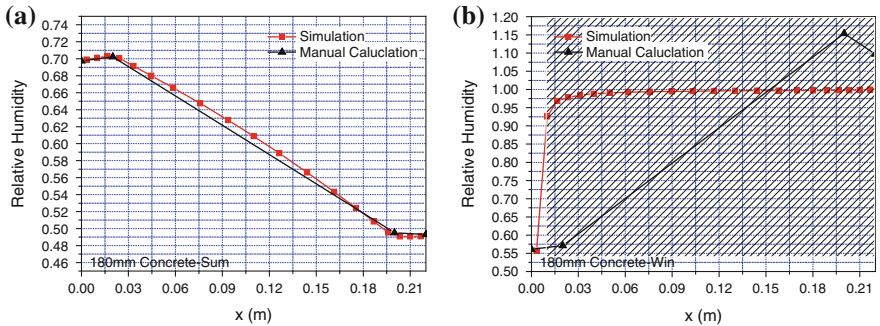 (a)
0.74
0.72
0.70
0.68
0.66
0.64
0.62
0.60
0.58
0.56
0.54
0.52
0.50
0.48
0.46
Relative Humidity
Simulation
Manual Caluclation
180mm Concrete-Sum
0.00 0.03 0.06 0.09 0.12 0.15 0.18 0.21
x (m)
(b)
1.20
1.15
1.10
1.05
1.00
0.95
0.90
0.85
0.80
0.75
0.70
0.65
0.60
0.55
0.50
Relative Humidity
Simulation
Manual Caluclation
180mm Concrete-Win
0.00 0.03 0.06 0.09 0.12 0.15 0.18 0.21
x (m)